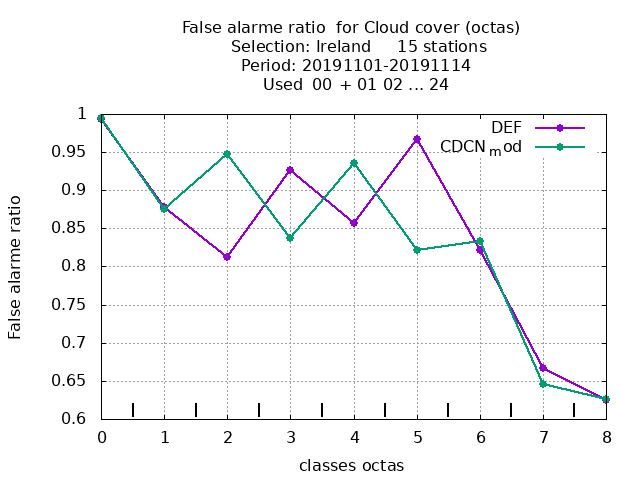 False alarme ratio  for Cloud cover (octas)
Selection: Ireland     15 stations
Period: 20191101-20191114
Used  00 + 01 02 ... 24
DEF
CDCN_mod
1
0.95
0.9
0.85
0.8
0.75
0.7
0.65
0.6
False alarme ratio
0 1 2 3 4 5 6 7 8
classes octas